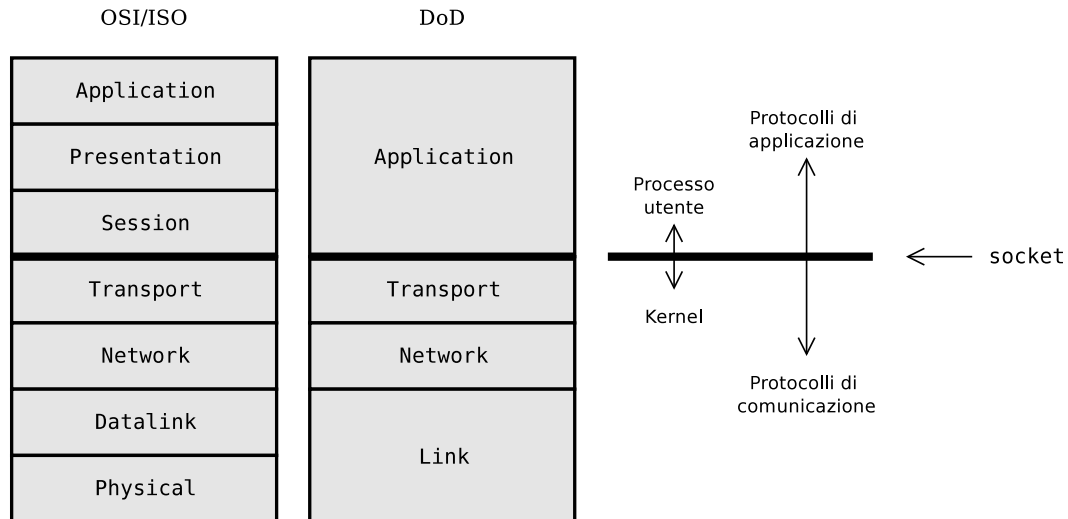 OSI/ISO
DoD
Application
Presentation
Session
Transport
Network
Datalink
Physical
Application
Transport
Network
Link
Processo
utente
Kernel
Protocolli di
applicazione
Protocolli di
comunicazione
socket